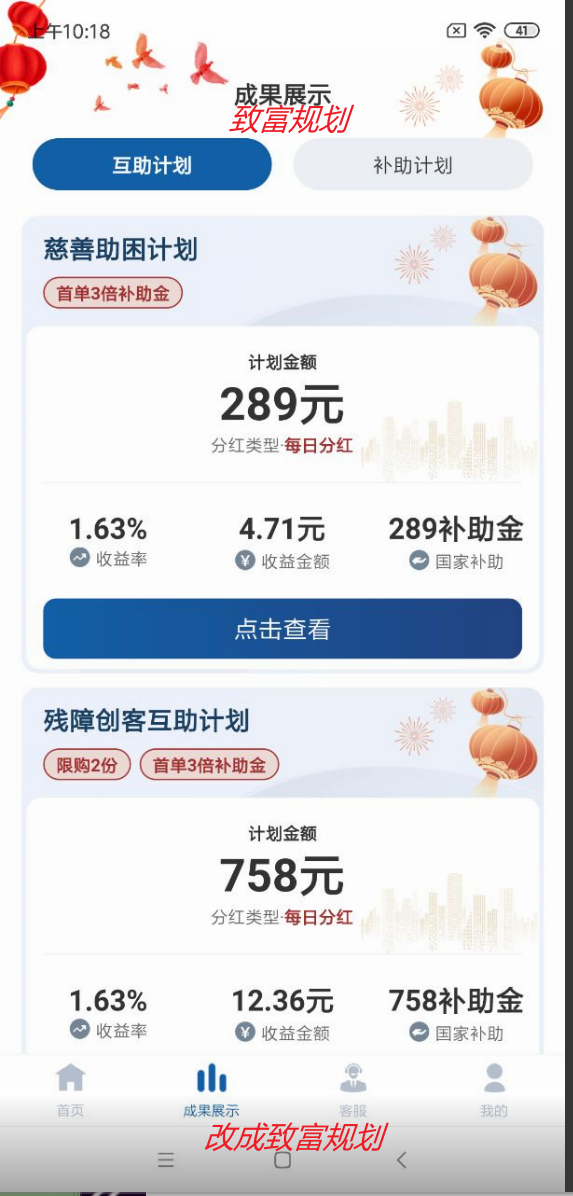 上午10:18
41
成果展示
致富规划
互助计划
补助计划
慈善助困计划
首单3倍补助金
计划金额
289元
分红类型·每日分红
1.63% 4.71元 289补助金
收益率 ¥ 收益金额 国家补助
点击查看
残障创客互助计划
限购2份 首单3倍补助金
计划金额
758元
分红类型·每日分红
1.63% 12.36元 758补助金
收益率 ¥ 收益金额 国家补助
首页 成果展示 客服 我的
改成致富规划